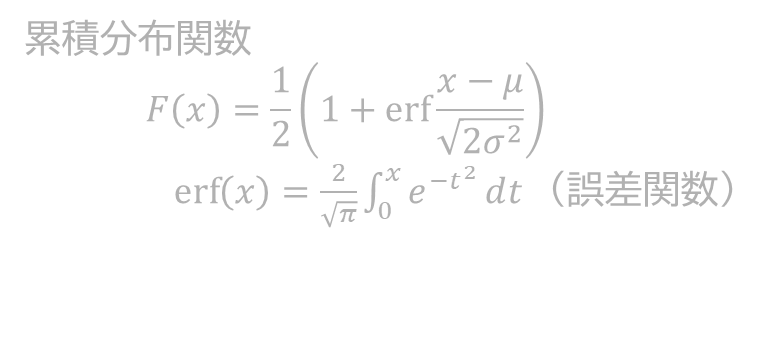 累積分布関数
F(x) = 1/2 (1 + erf (x − μ)/√(2σ²))
erf(x) = 2/√π ∫₀ˣ e^(−t²) dt（誤差関数）